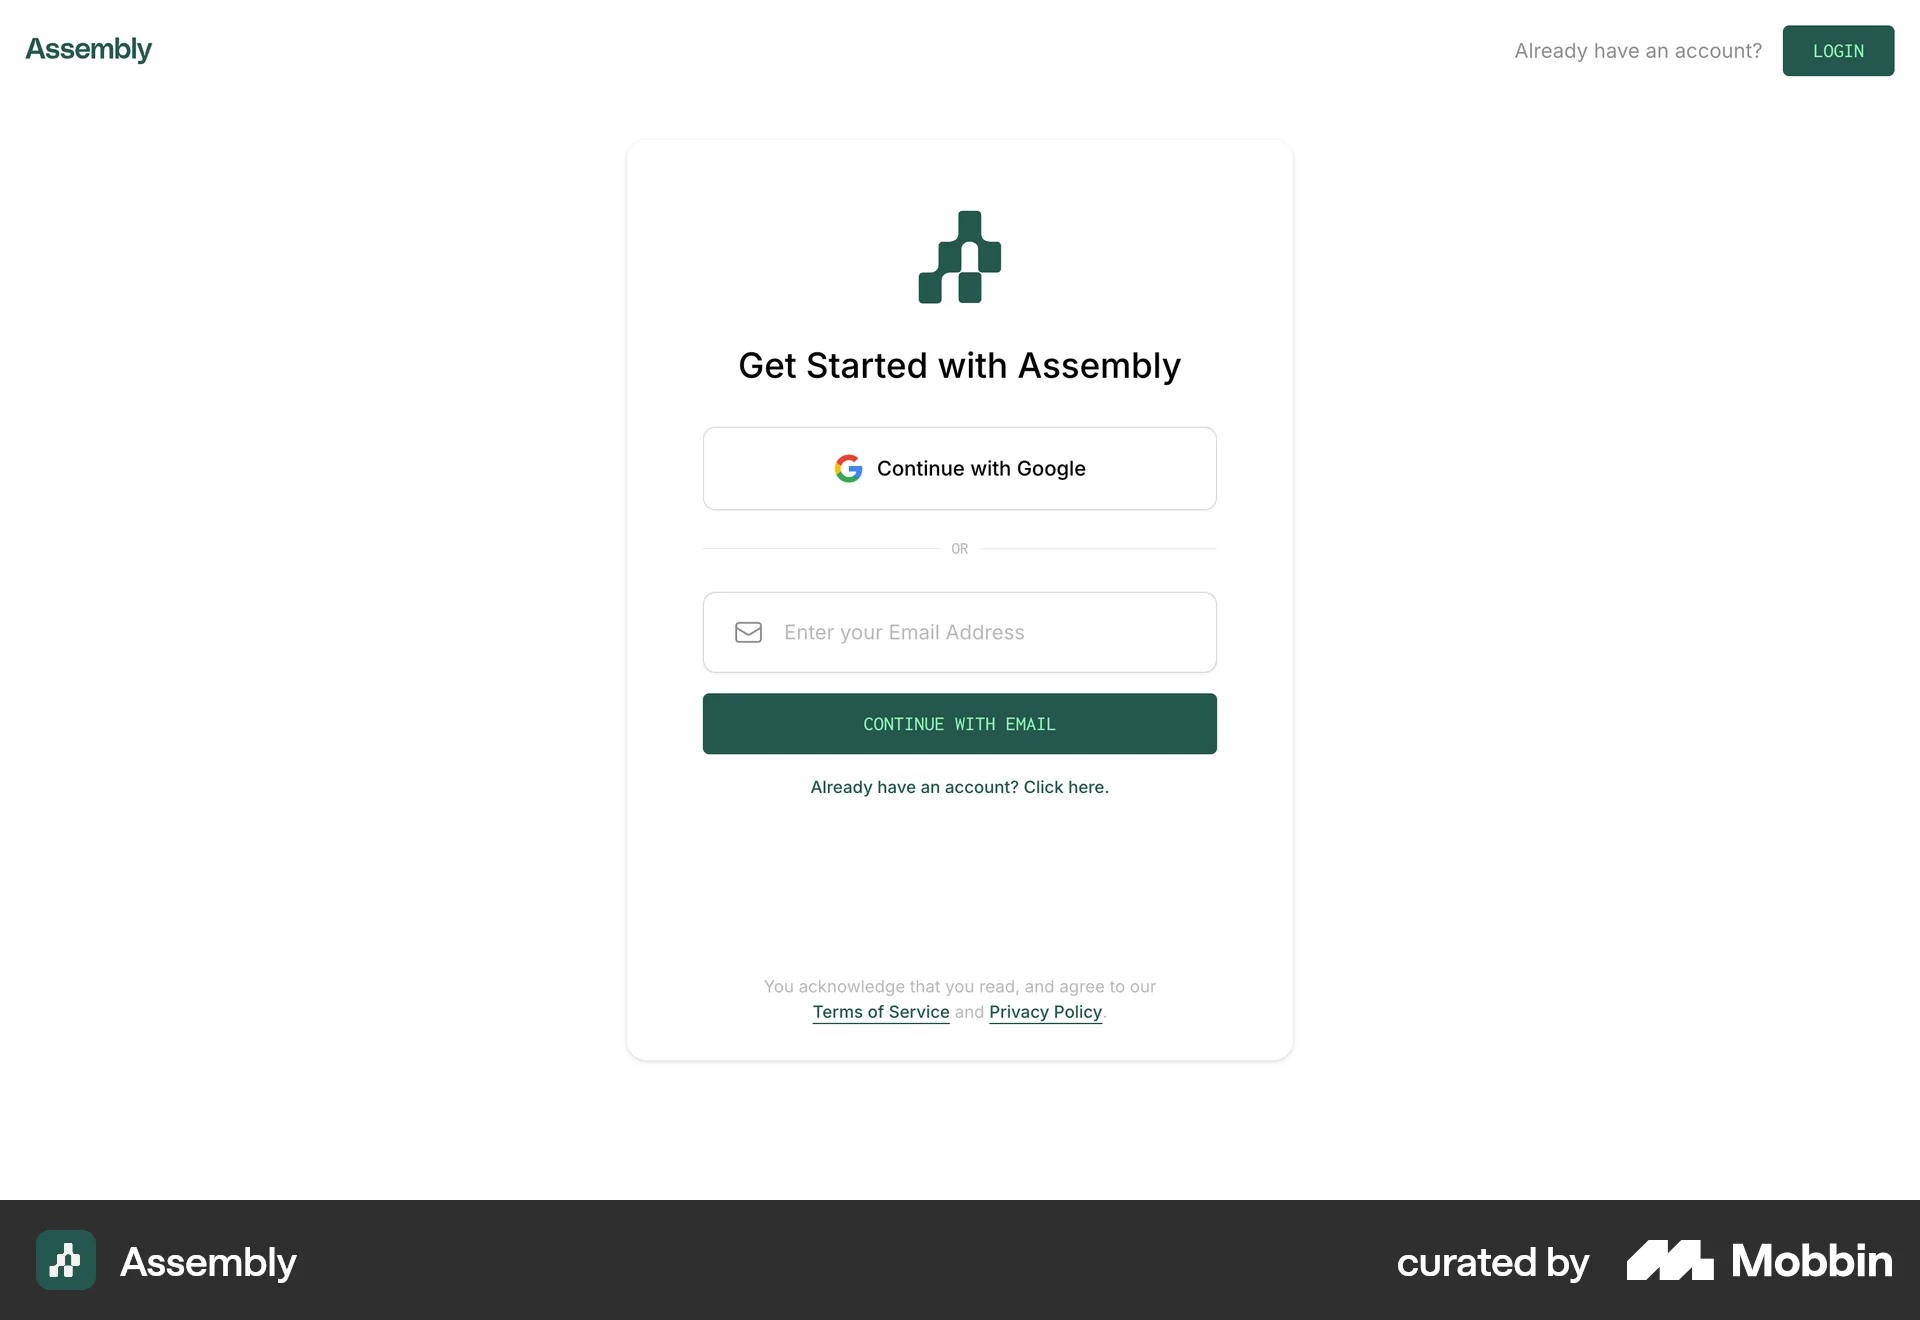 Assembly
Already have an account?
LOGIN
Get Started with Assembly
Continue with Google
OR
Enter your Email Address
CONTINUE WITH EMAIL
Already have an account? Click here.
You acknowledge that you read, and agree to our
Terms of Service and Privacy Policy.
Assembly
curated by Mobbin